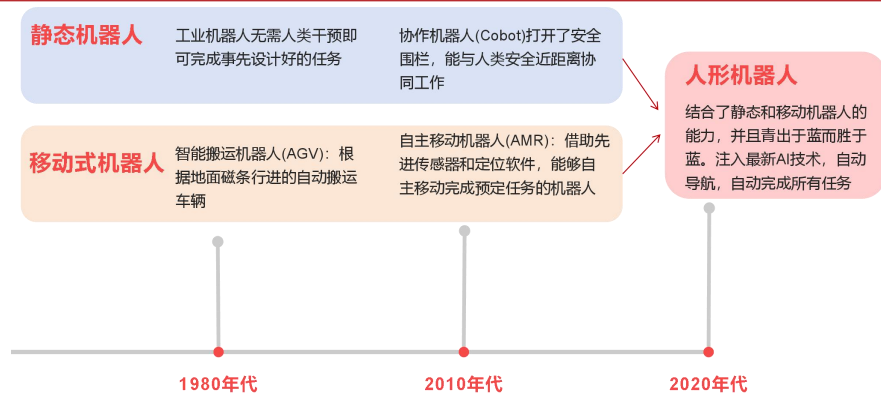 静态机器人
工业机器人无需人类干预即
可完成事先设计好的任务
协作机器人(Cobot)打开了安全
围栏，能与人类安全近距离协
同工作
移动式机器人
智能搬运机器人(AGV)：根
据地面磁条行进的自动搬运
车辆
自主移动机器人(AMR)：借助先
进传感器和定位软件，能够自
主移动完成预定任务的机器人
人形机器人
结合了静态和移动机器人的
能力，并且青出于蓝而胜于
蓝。注入最新AI技术，自动
导航，自动完成所有任务
1980年代
2010年代
2020年代